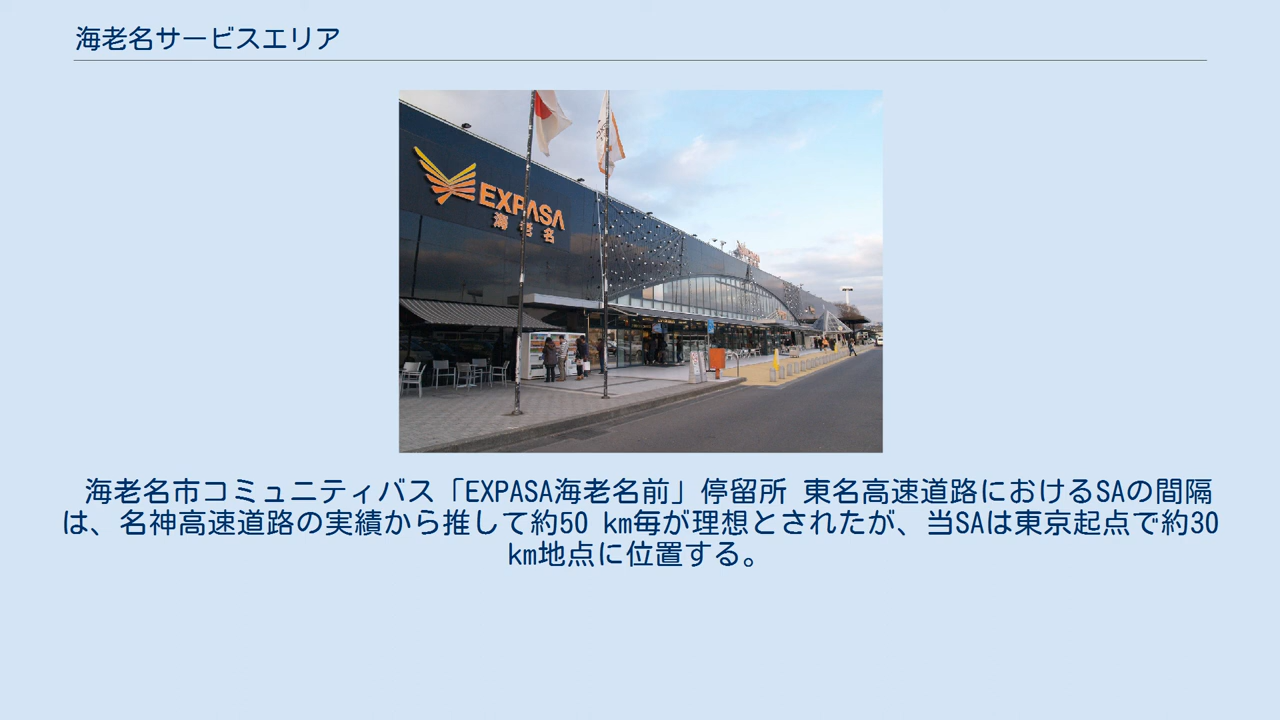 海老名サービスエリア
EXPASA
海老名
海老名市コミュニティバス「EXPASA海老名前」停留所 東名高速道路におけるSAの間隔
は、名神高速道路の実績から推して約50 km毎が理想とされたが、当SAは東京起点で約30
km地点に位置する。